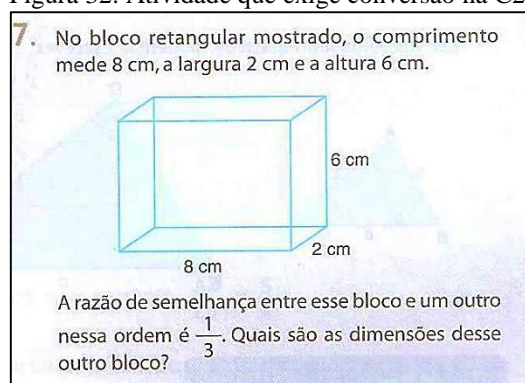 Figura 32: Atividade que exige conversão na C2
7. No bloco retangular mostrado, o comprimento
mede 8 cm, a largura 2 cm e a altura 6 cm.
6 cm
2 cm
8 cm
A razão de semelhança entre esse bloco e um outro
nessa ordem é 1/3. Quais são as dimensões desse
outro bloco?